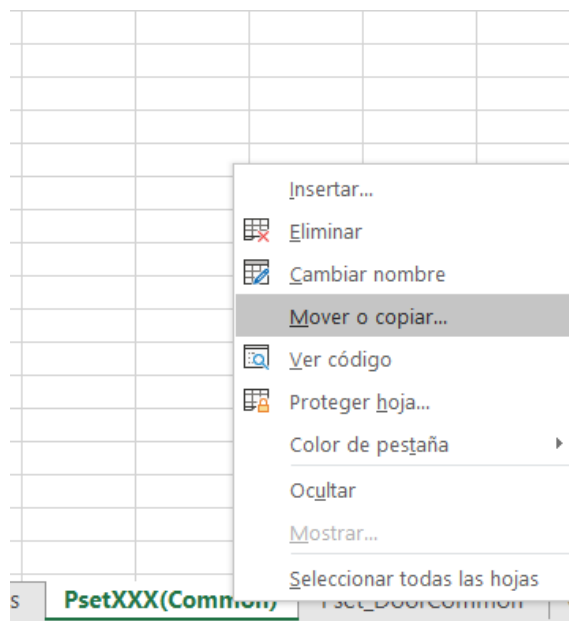 Insertar...
Eliminar
Cambiar nombre
Mover o copiar...
Ver código
Proteger hoja...
Color de pestaña
Ocultar
Mostrar...
Seleccionar todas las hojas
s PsetXXX(Common) Pset_DoorCommon